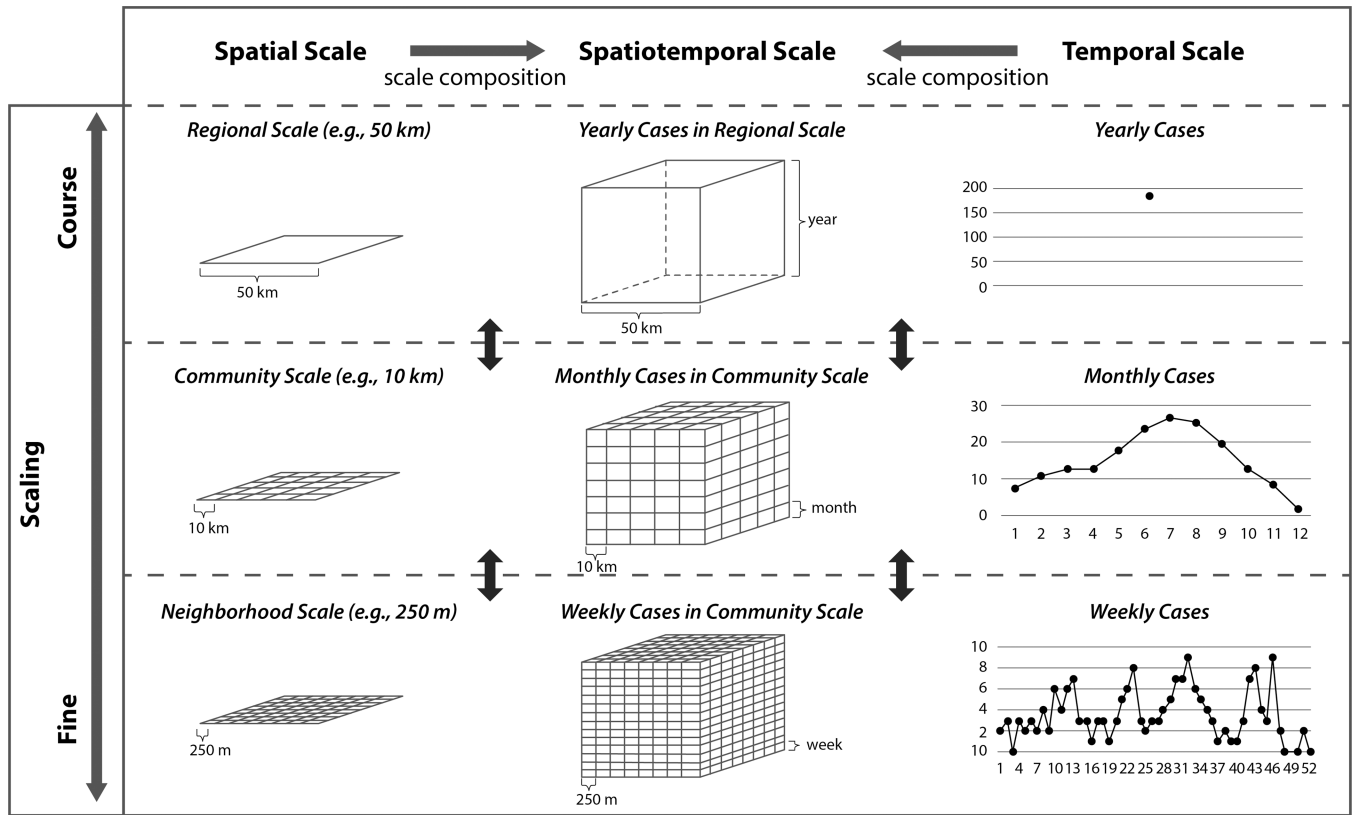 Spatial Scale
scale composition
Spatiotemporal Scale
scale composition
Temporal Scale
Scaling
Course
Fine
Regional Scale (e.g., 50 km)
50 km
Yearly Cases in Regional Scale
year
50 km
Yearly Cases
200
150
100
50
0
Community Scale (e.g., 10 km)
10 km
Monthly Cases in Community Scale
month
10 km
Monthly Cases
30
20
10
0
1 2 3 4 5 6 7 8 9 10 11 12
Neighborhood Scale (e.g., 250 m)
250 m
Weekly Cases in Community Scale
week
250 m
Weekly Cases
10
8
6
4
2
10
1 4 7 10 13 16 19 22 25 28 31 34 37 40 43 46 49 52